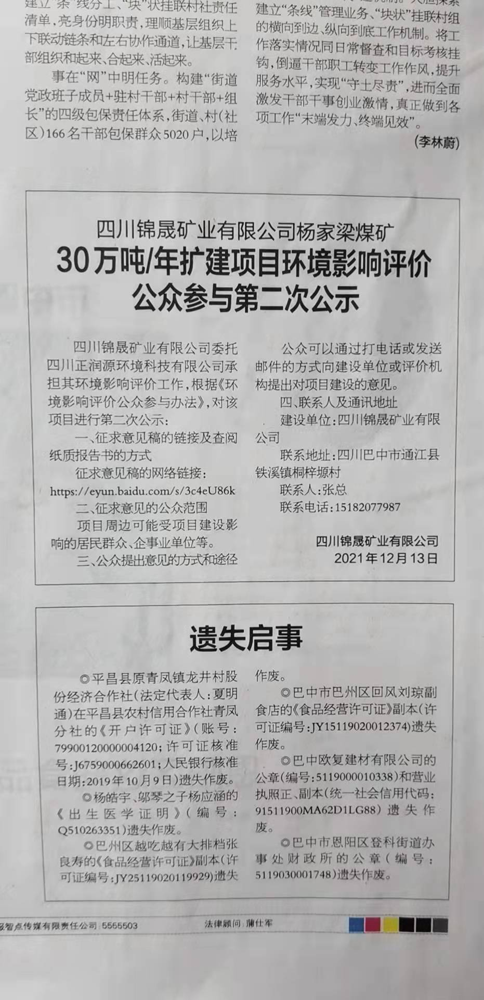 建立“条”线分工、“块”状挂联村社责任
清单,亮身份明职责,理顺基层组织上
下联动链条和左右协作通道,让基层干
部组织和起来、合起来、活起来。
事在“网”中明任务。构建“街道
党政班子成员+驻村干部+村干部+组
长”的四级包保责任体系,街道、村(社
区)166名干部包保群众5020户,以培
建立“条线”管理业务、“块状”挂联村组
的横向到边、纵向到底工作机制。将工
作落实情况同日常督查和目标考核挂
钩,倒逼干部职工转变工作作风,提升
服务水平,实现“守土尽责”,进而全面
激发干部干事创业激情,真正做到各
项工作“末端发力、终端见效”。
(李林蔚)
四川锦晟矿业有限公司杨家梁煤矿
30万吨/年扩建项目环境影响评价
公众参与第二次公示
四川锦晟矿业有限公司委托
四川正润源环境科技有限公司承
担其环境影响评价工作,根据《环
境影响评价公众参与办法》,对该
项目进行第二次公示:
一、征求意见稿的链接及查阅
纸质报告书的方式
征求意见稿的网络链接:
https://eyun.baidu.com/s/3c4eU86k
二、征求意见的公众范围
项目周边可能受项目建设影
响的居民群众、企事业单位等。
三、公众提出意见的方式和途径
公众可以通过打电话或发送
邮件的方式向建设单位或评价机
构提出对项目建设的意见。
四、联系人及通讯地址
建设单位:四川锦晟矿业有限
公司
联系地址:四川巴中市通江县
铁溪镇桐梓塬村
联系人:张总
联系电话:15182077987
四川锦晟矿业有限公司
2021年12月13日
遗失启事
◎平昌县原青凤镇龙井村股
份经济合作社(法定代表人:夏明
通)在平昌县农村信用合作社青凤
分社的《开户许可证》(账号:
79900120000004120;许可证核准
号:J6759000662601;人民银行核准
日期:2019年10月9日)遗失作废。
◎杨皓宇、邬琴之子杨应涵的
《出生医学证明》(编号:
Q510263351)遗失作废。
◎巴州区越吃越有大排档张
良寿的《食品经营许可证》副本(许
可证编号:JY25119020119929)遗失
作废。
◎巴中市巴州区回风刘琼副
食店的《食品经营许可证》副本(许
可证编号:JY15119020012374)遗失
作废。
◎巴中欧复建材有限公司的
公章(编号:5119000010338)和营业
执照正、副本(统一社会信用代码:
91511900MA62D1LG88)遗失作
废。
◎巴中市恩阳区登科街道办
事处财政所的公章(编号:
5119030001748)遗失作废。
报智点传媒有限责任公司:5555503
法律顾问:蒲仕军